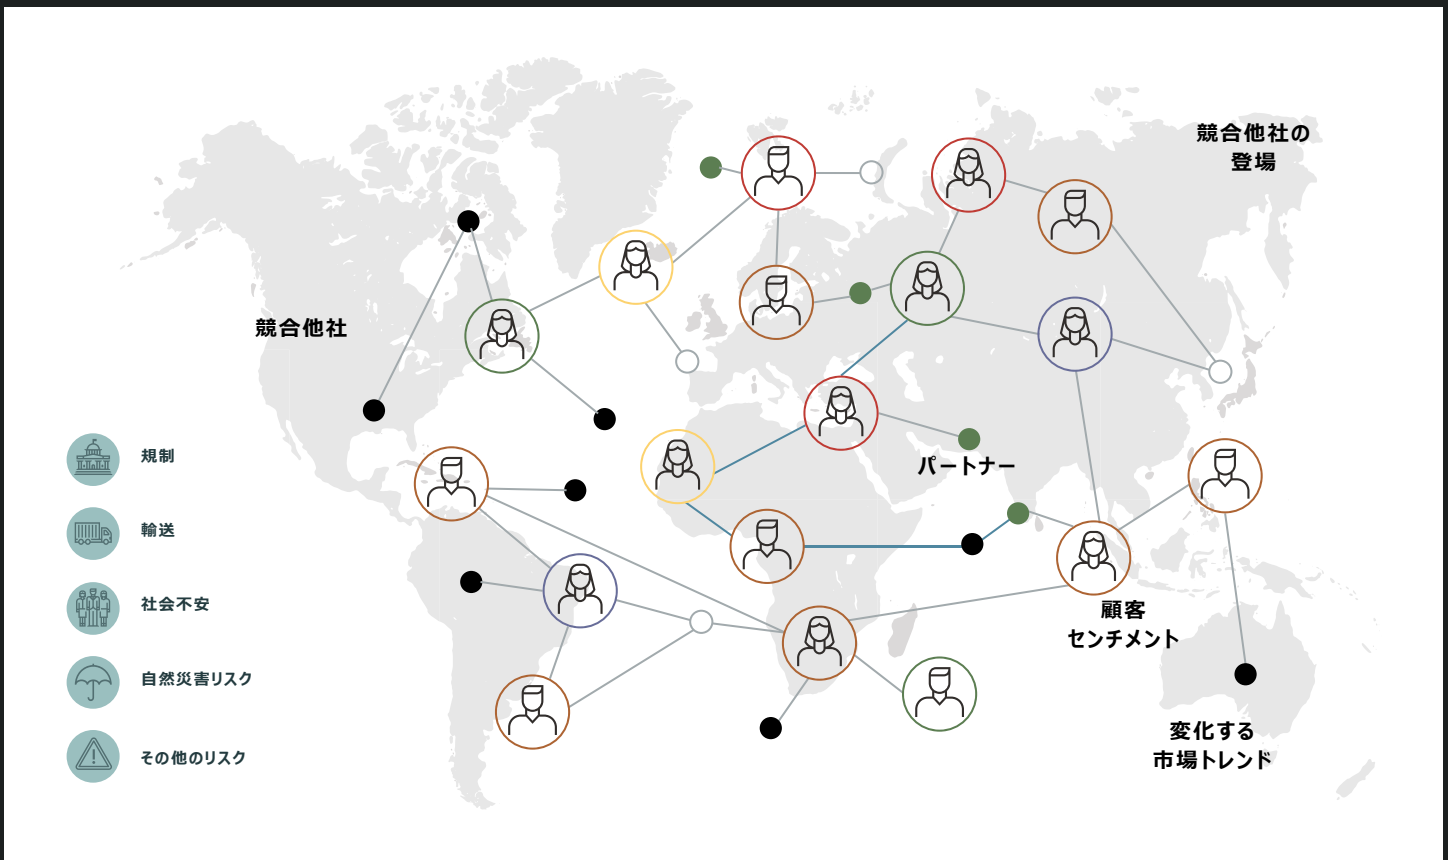 競合他社の
登場
競合他社
パートナー
規制
輸送
社会不安
自然災害リスク
その他のリスク
顧客
センチメント
変化する
市場トレンド